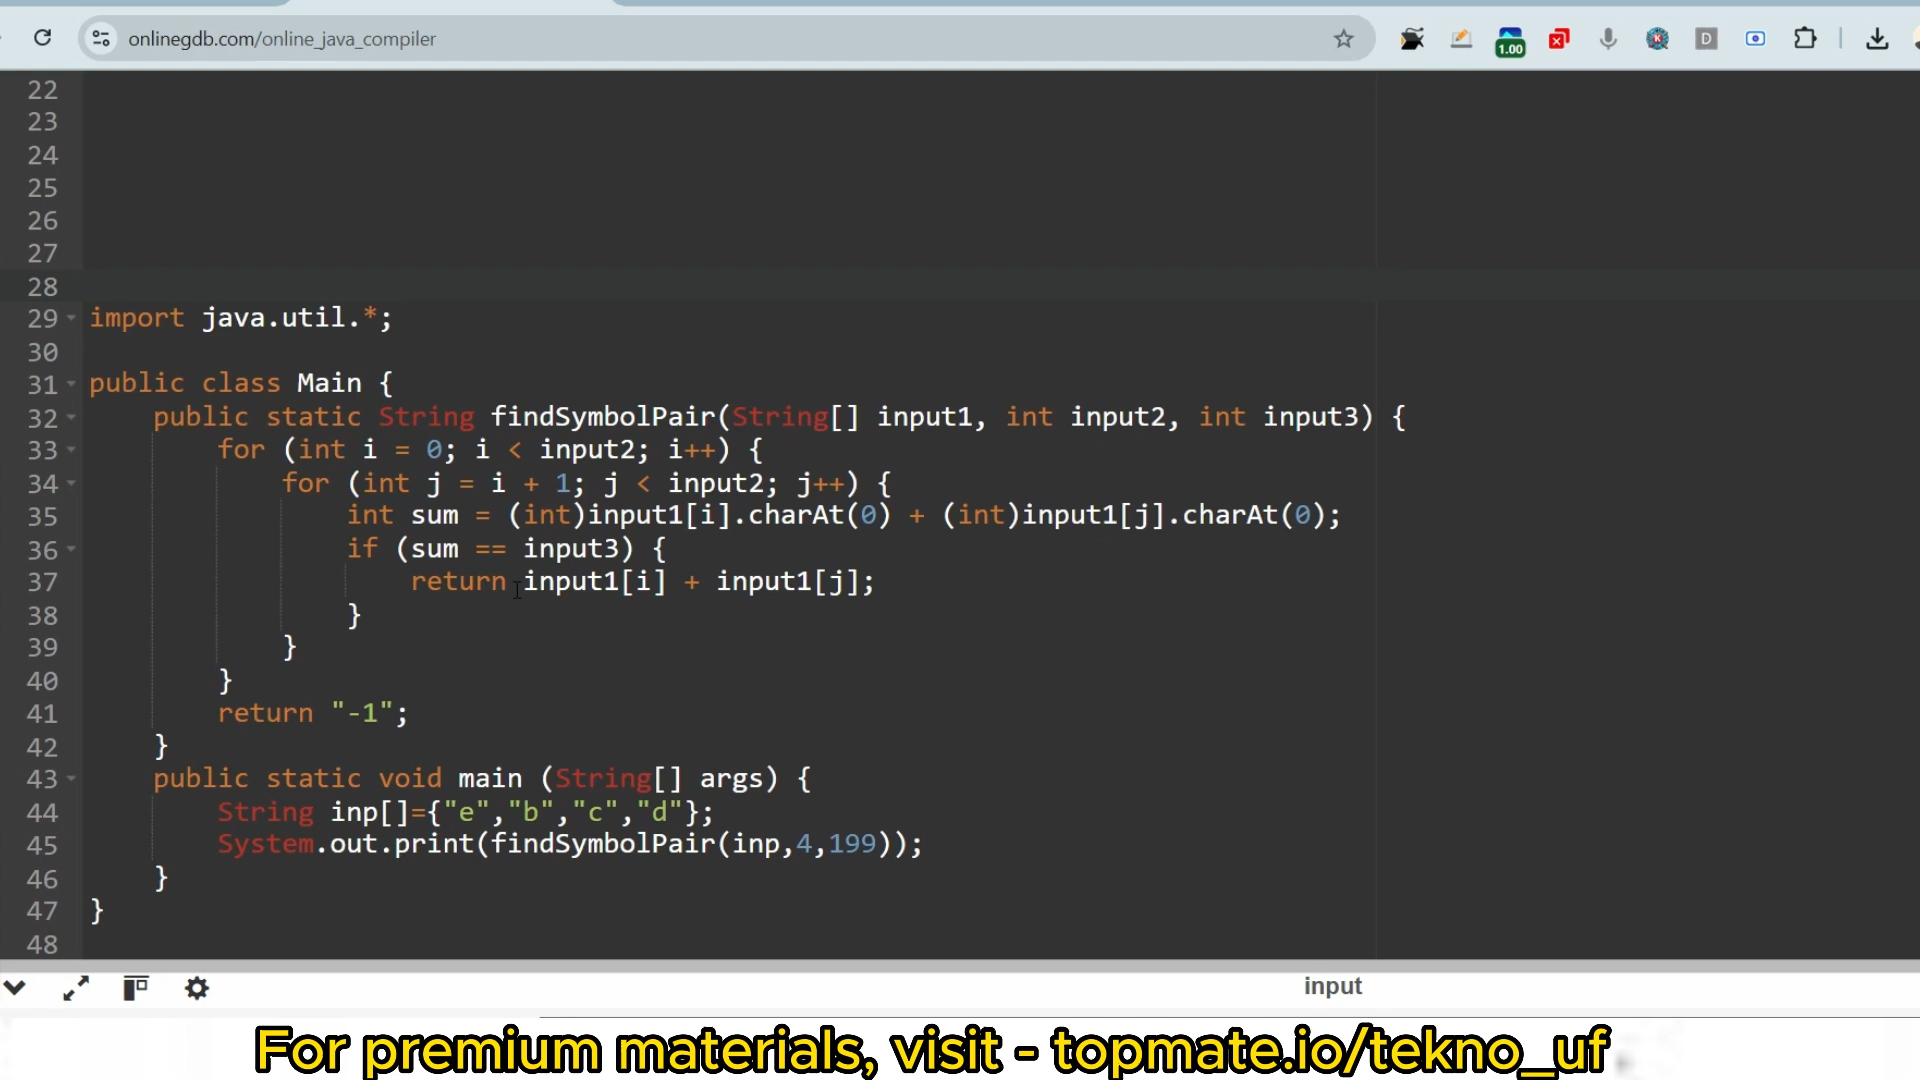 onlinegdb.com/online_java_compiler
1.00
K
D
22
23
24
25
26
27
28
29 import java.util.*;
30
31 public class Main {
32 public static String findSymbolPair(String[] input1, int input2, int input3) {
33 for (int i = 0; i < input2; i++) {
34 for (int j = i + 1; j < input2; j++) {
35 int sum = (int)input1[i].charAt(0) + (int)input1[j].charAt(0);
36 if (sum == input3) {
37 return input1[i] + input1[j];
38 }
39 }
40 }
41 return "-1";
42 }
43 public static void main (String[] args) {
44 String inp[]={"e","b","c","d"};
45 System.out.print(findSymbolPair(inp,4,199));
46 }
47 }
48
input
For premium materials, visit - topmate.io/tekno_uf